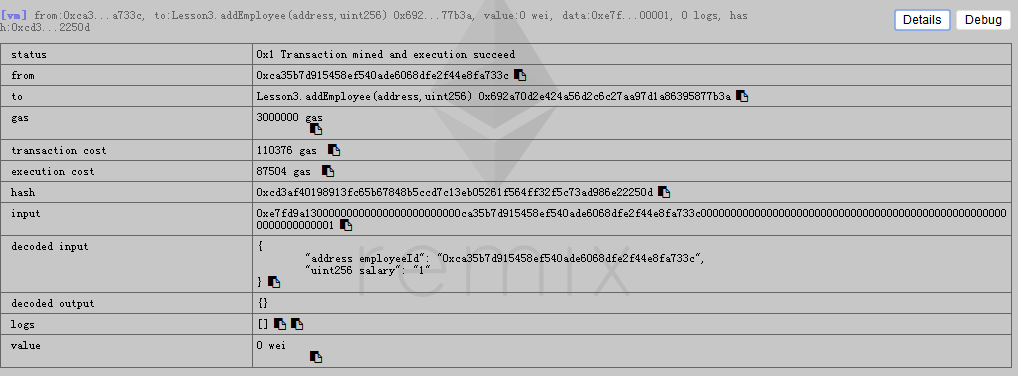 [vm] from:0xca3...a733c, to:Lesson3.addEmployee(address,uint256) 0x692...77b3a, value:0 wei, data:0xe7f...00001, 0 logs, has
h:0xcd3...2250d
Details
Debug
status 0x1 Transaction mined and execution succeed
from 0xca35b7d915458ef540ade6068dfe2f44e8fa733c
to Lesson3.addEmployee(address,uint256) 0x692a70d2e424a56d2c6c27aa97d1a86395877b3a
gas 3000000 gas
transaction cost 110376 gas
execution cost 87504 gas
hash 0xcd3af40198913fc65b67848b5ccd7c13eb05261f564ff32f5c73ad986e22250d
input 0xe7fd9a13000000000000000000000000ca35b7d915458ef540ade6068dfe2f44e8fa733c000000000000000000000000000000000000000000000000000
0000000000001
decoded input {
"address employeeId": "0xca35b7d915458ef540ade6068dfe2f44e8fa733c",
"uint256 salary": "1"
}
decoded output {}
logs []
value 0 wei
remix